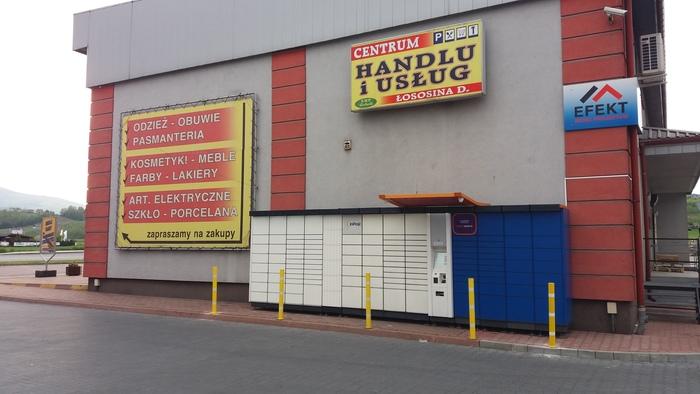 CENTRUM
HANDLU
i USŁUG
ŁOSOSINA D.
EFEKT
ODZIEŻ - OBUWIE
PASMANTERIA
KOSMETYKI - MEBLE
FARBY - LAKIERY
ART. ELEKTRYCZNE
SZKŁO - PORCELANA
zapraszamy na zakupy